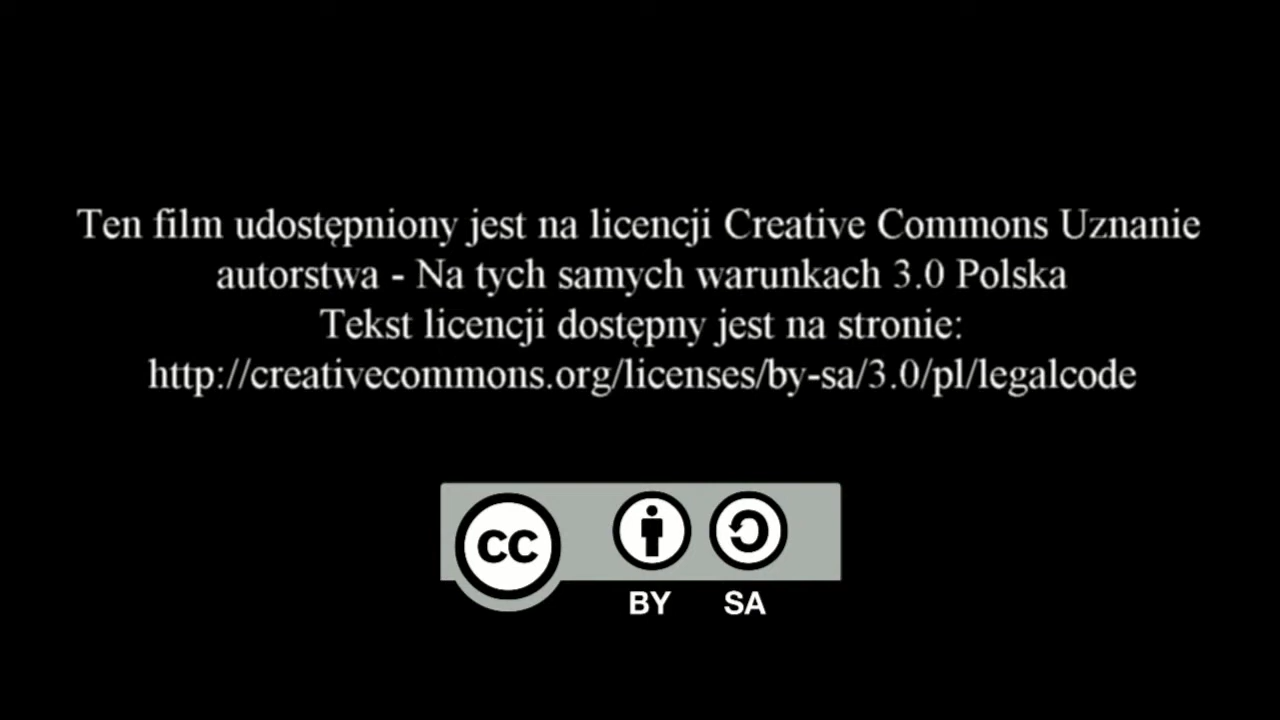 Ten film udostępniony jest na licencji Creative Commons Uznanie
autorstwa - Na tych samych warunkach 3.0 Polska
Tekst licencji dostępny jest na stronie:
http://creativecommons.org/licenses/by-sa/3.0/pl/legalcode
CC
BY SA